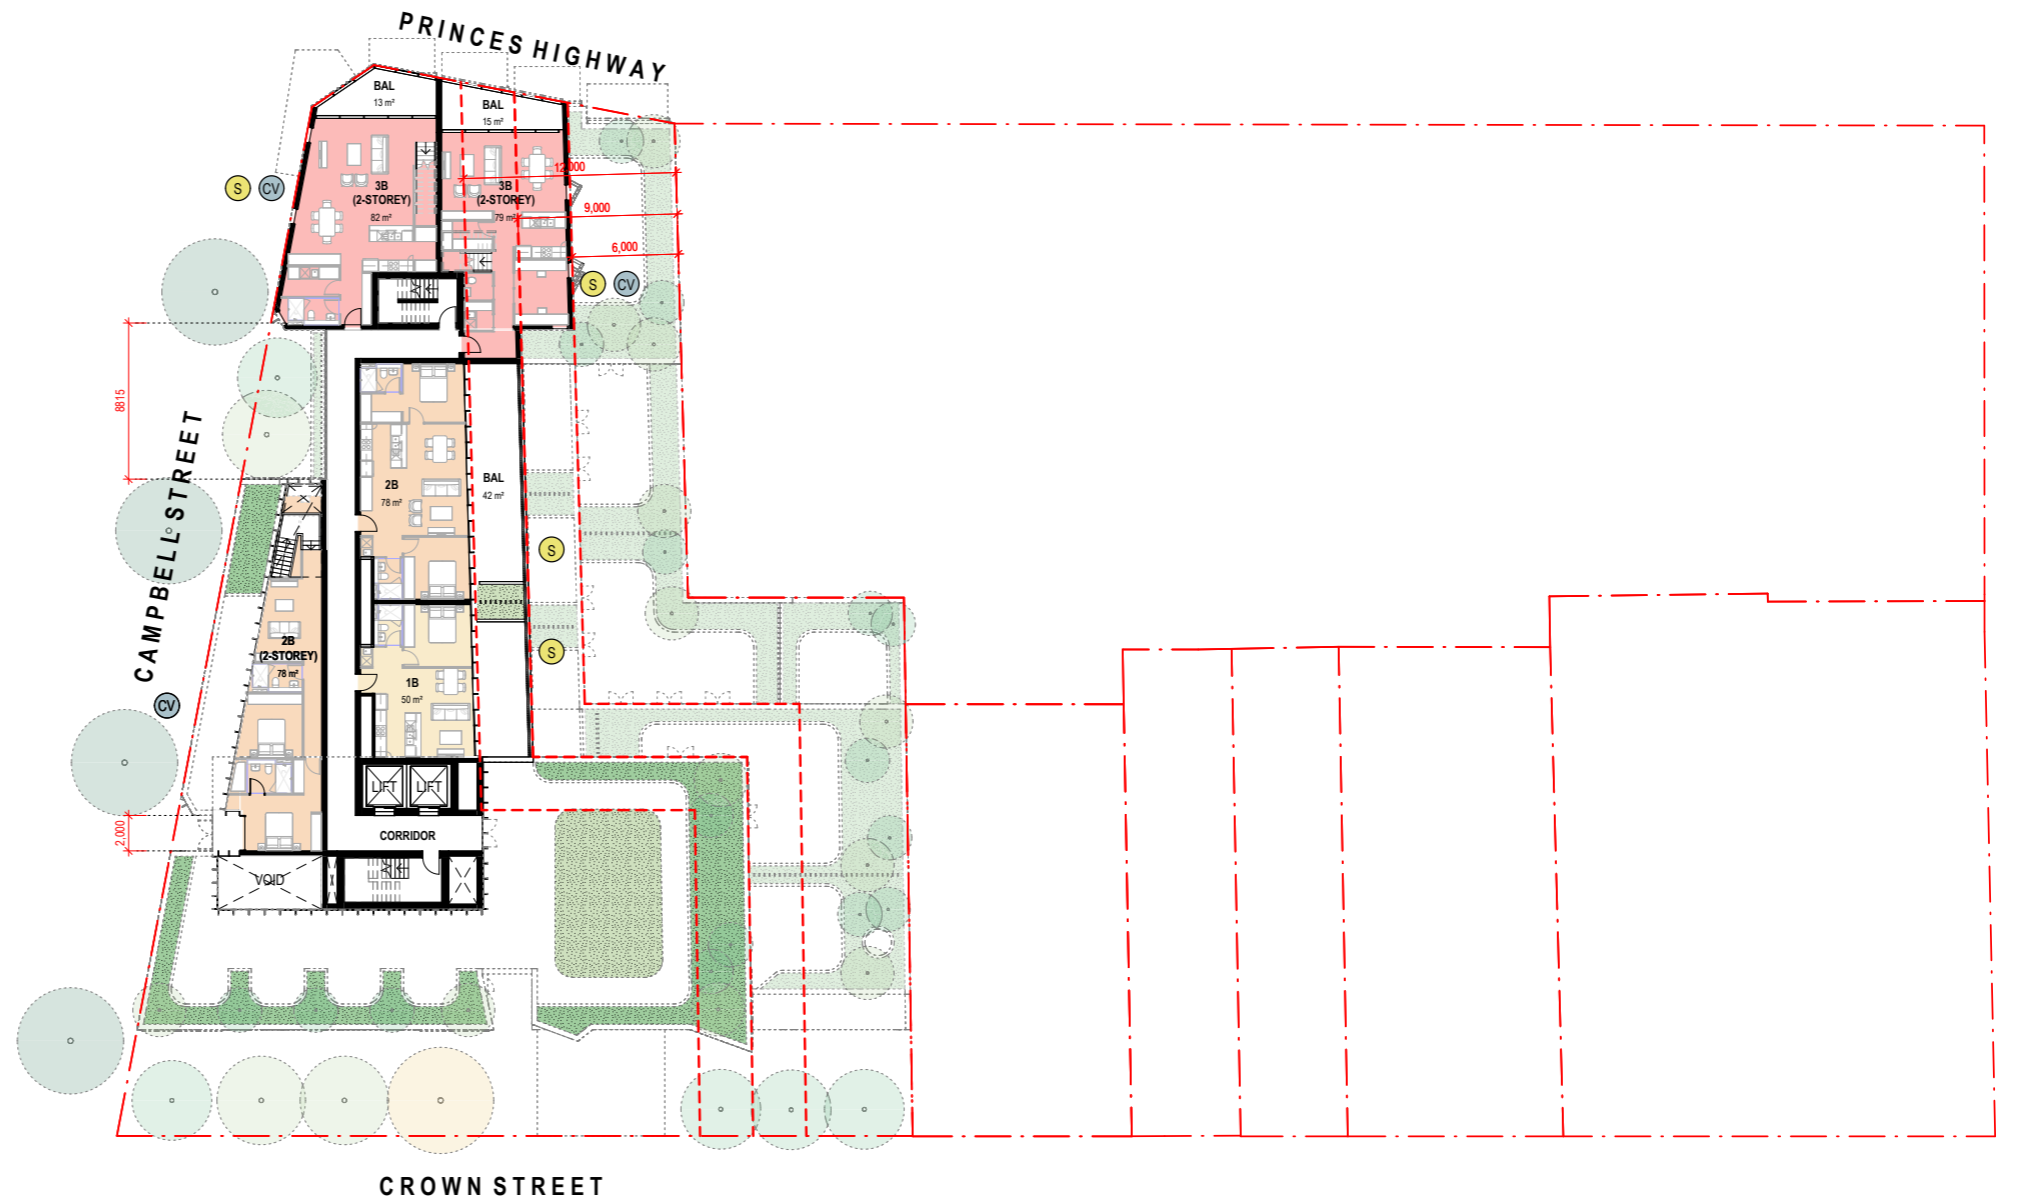 PRINCES HIGHWAY
BAL
13 m²
BAL
15 m²
12,000
S
CV
3B
(2-STOREY)
82 m²
3B
(2-STOREY)
79 m²
9,000
6,000
S
CV
8815
CAMPBELL STREET
2B
78 m²
BAL
42 m²
S
2B
(2-STOREY)
78 m²
S
1B
50 m²
CV
LIFT
LIFT
2,000
CORRIDOR
VOID
CROWN STREET